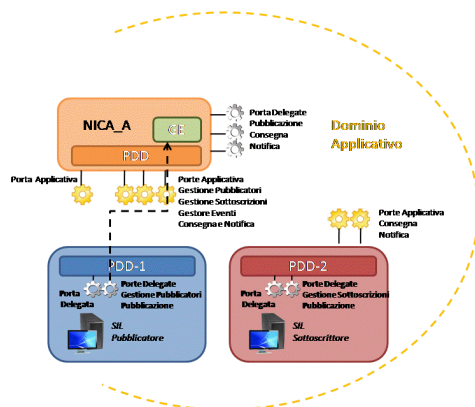 NICA_A
GE
PDD
Porta Delegate
Pubblicazione
Consegna
Notifica
Dominio
Applicativo
Porta Applicativa
Porte Applicativa
Gestione Pubblicatori
Gestione Sottoscrizioni
Gestore Eventi
Consegna e Notifica
Porte Applicativa
Consegna
Notifica
PDD-1
Porta
Delegata
Porte Delegate
Gestione Pubblicatori
Pubblicazione
SIL
Pubblicatore
PDD-2
Porta
Delegata
Porte Delegate
Gestione Sottoscrizioni
Pubblicazione
SIL
Sottoscrittore